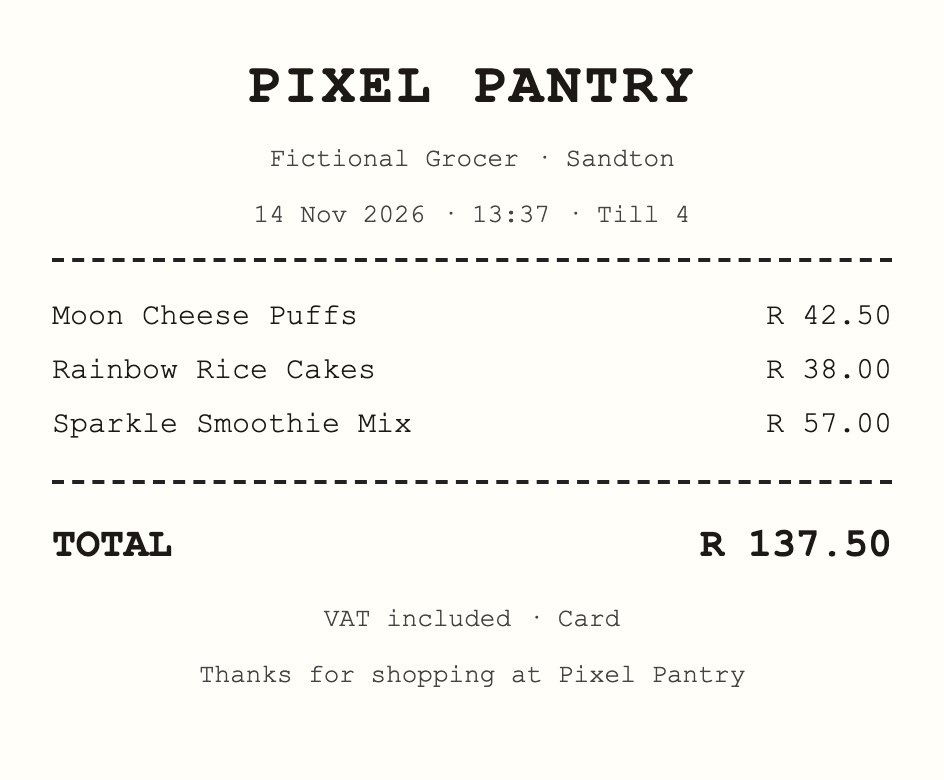 PIXEL PANTRY
Fictional Grocer · Sandton
14 Nov 2026 · 13:37 · Till 4
Moon Cheese Puffs R 42.50
Rainbow Rice Cakes R 38.00
Sparkle Smoothie Mix R 57.00
TOTAL R 137.50
VAT included · Card
Thanks for shopping at Pixel Pantry